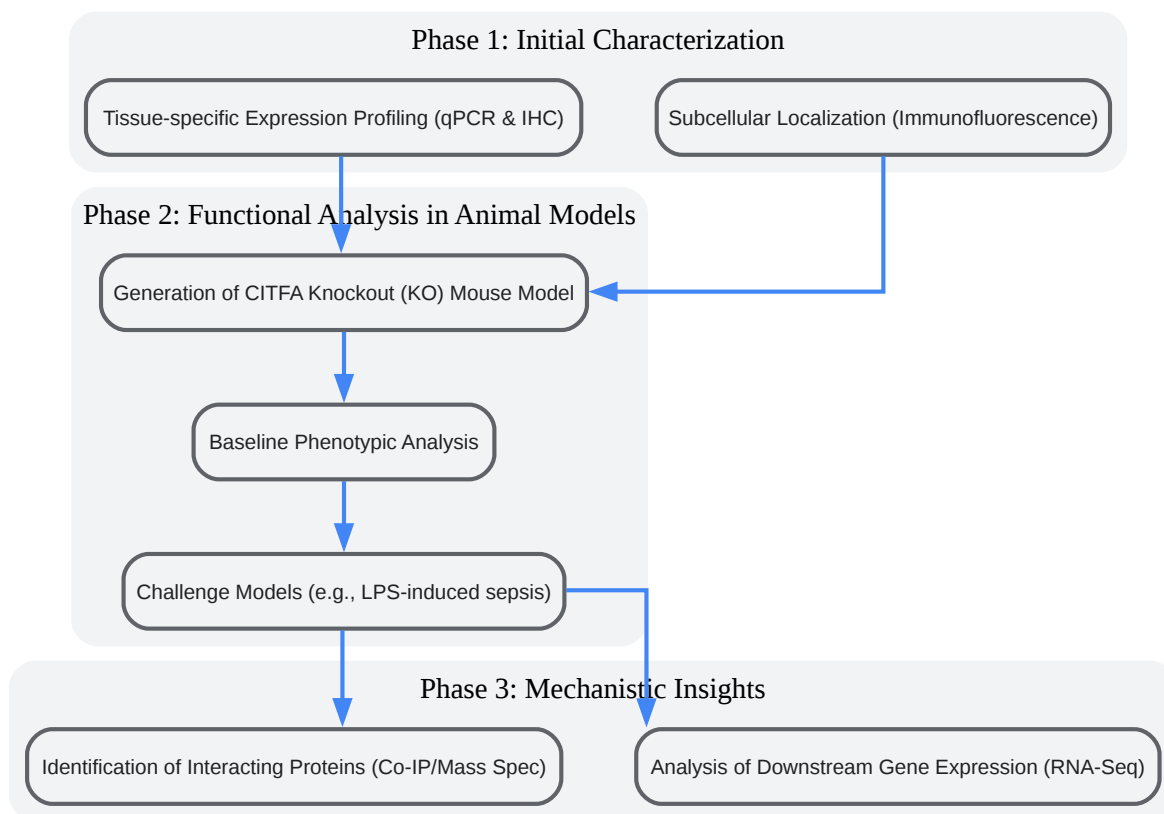 Phase 1: Initial Characterization
Tissue-specific Expression Profiling (qPCR & IHC)
Subcellular Localization (Immunofluorescence)
Phase 2: Functional Analysis in Animal Models
Generation of CITFA Knockout (KO) Mouse Model
Baseline Phenotypic Analysis
Challenge Models (e.g., LPS-induced sepsis)
Phase 3: Mechanistic Insights
Identification of Interacting Proteins (Co-IP/Mass Spec)
Analysis of Downstream Gene Expression (RNA-Seq)